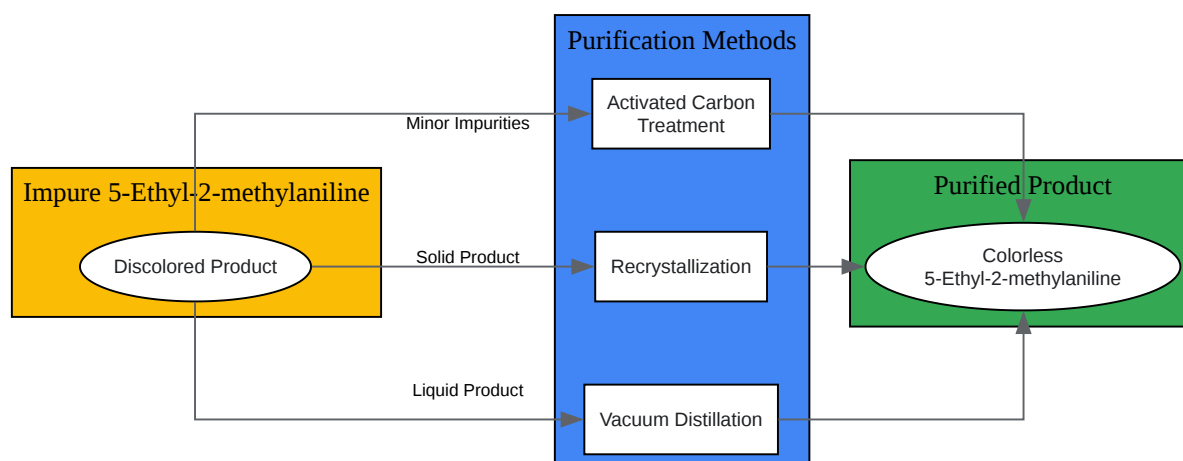 Purification Methods
Activated Carbon
Treatment
Minor Impurities
Impure 5-Ethyl-2-methylaniline
Purified Product
Discolored Product
Solid Product
Recrystallization
Colorless
5-Ethyl-2-methylaniline
Liquid Product
Vacuum Distillation